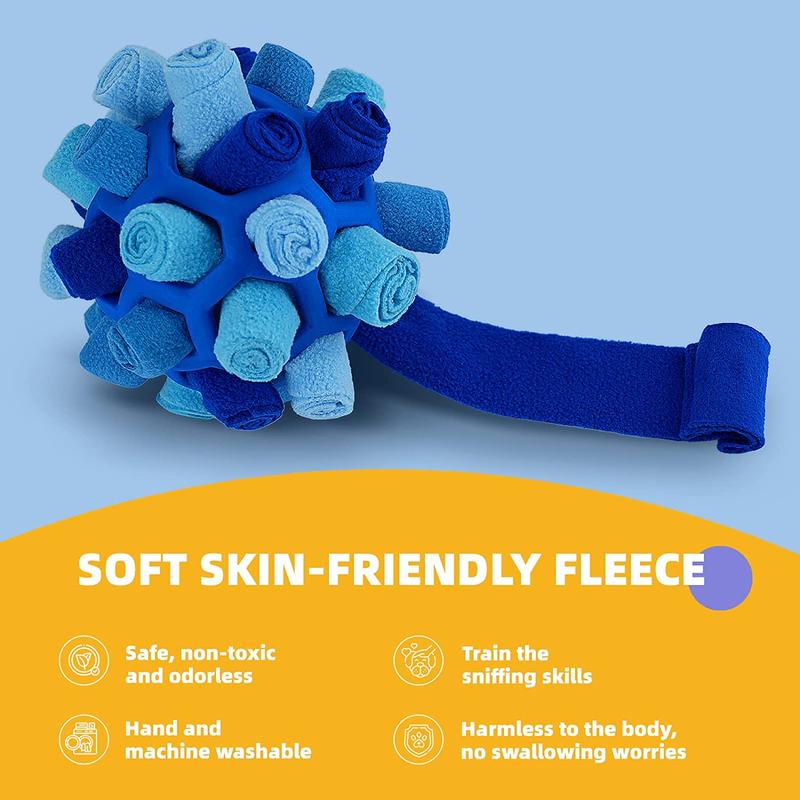 SOFT SKIN-FRIENDLY FLEECE
Safe, non-toxic
and odorless
Train the
sniffing skills
Hand and
machine washable
Harmless to the body,
no swallowing worries